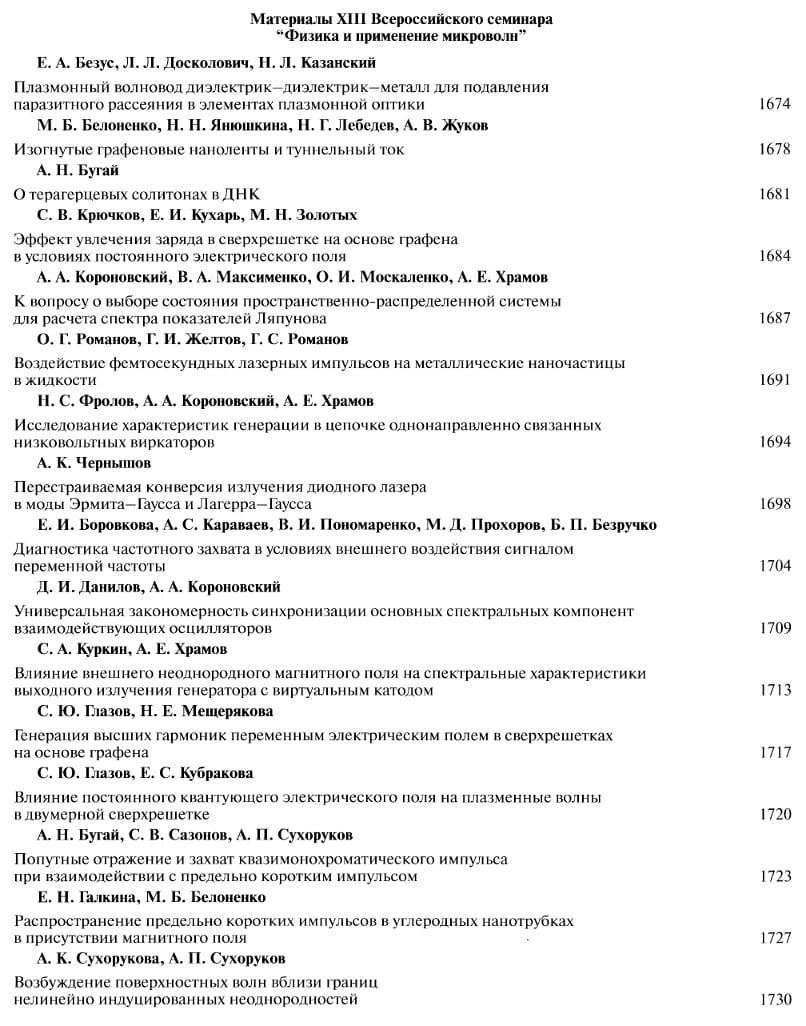 Материалы XIII Всероссийского семинара
“Физика и применение микроволн”
Е. А. Безус, Л. Л. Досколович, Н. Л. Казанский
Плазмонный волновод диэлектрик–диэлектрик–металл для подавления
паразитного рассеяния в элементах плазмонной оптики 1674
М. Б. Белоненко, Н. Н. Янюшкина, Н. Г. Лебедев, А. В. Жуков
Изогнутые графеновые наноленты и туннельный ток 1678
А. Н. Бугай
О терагерцевых солитонах в ДНК 1681
С. В. Крючков, Е. И. Кухарь, М. Н. Золотых
Эффект увлечения заряда в сверхрешетке на основе графена
в условиях постоянного электрического поля 1684
А. А. Короновский, В. А. Максименко, О. И. Москаленко, А. Е. Храмов
К вопросу о выборе состояния пространственно-распределенной системы
для расчета спектра показателей Ляпунова 1687
О. Г. Романов, Г. И. Желтов, Г. С. Романов
Воздействие фемтосекундных лазерных импульсов на металлические наночастицы
в жидкости 1691
Н. С. Фролов, А. А. Короновский, А. Е. Храмов
Исследование характеристик генерации в цепочке однонаправленно связанных
низковольтных виркаторов 1694
А. К. Чернышов
Перестраиваемая конверсия излучения диодного лазера
в моды Эрмита–Гаусса и Лагерра–Гаусса 1698
Е. И. Боровкова, А. С. Караваев, В. И. Пономаренко, М. Д. Прохоров, Б. П. Безручко
Диагностика частотного захвата в условиях внешнего воздействия сигналом
переменной частоты 1704
Д. И. Данилов, А. А. Короновский
Универсальная закономерность синхронизации основных спектральных компонент
взаимодействующих осцилляторов 1709
С. А. Куркин, А. Е. Храмов
Влияние внешнего неоднородного магнитного поля на спектральные характеристики
выходного излучения генератора с виртуальным катодом 1713
С. Ю. Глазов, Н. Е. Мещерякова
Генерация высших гармоник переменным электрическим полем в сверхрешетках
на основе графена 1717
С. Ю. Глазов, Е. С. Кубракова
Влияние постоянного квантующего электрического поля на плазменные волны
в двумерной сверхрешетке 1720
А. Н. Бугай, С. В. Сазонов, А. П. Сухоруков
Попутные отражение и захват квазимонохроматического импульса
при взаимодействии с предельно коротким импульсом 1723
Е. Н. Галкина, М. Б. Белоненко
Распространение предельно коротких импульсов в углеродных нанотрубках
в присутствии магнитного поля 1727
А. К. Сухорукова, А. П. Сухоруков
Возбуждение поверхностных волн вблизи границ
нелинейно индуцированных неоднородностей 1730